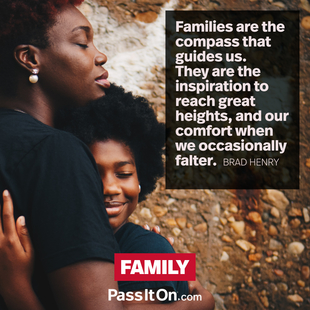 Families are the
compass that
guides us.
They are the
inspiration to
reach great
heights, and our
comfort when
we occasionally
falter. BRAD HENRY
FAMILY
PassItOn.com